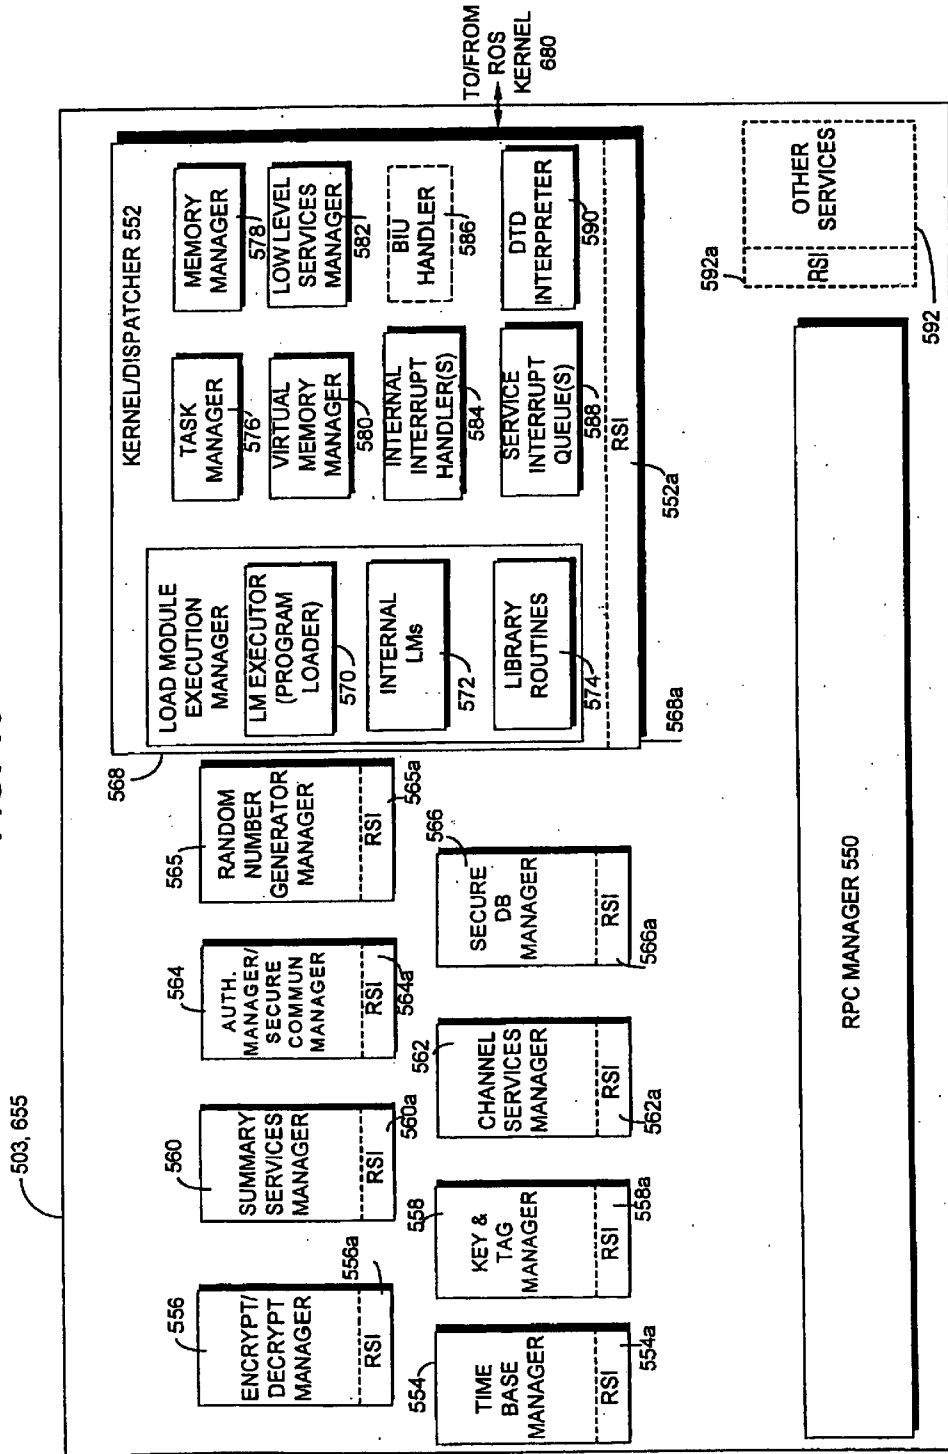 503, 655
KERNEL/DISPATCHER 552
568
LOAD MODULE
EXECUTION
MANAGER
LM EXECUTOR
(PROGRAM
LOADER)
570
INTERNAL
LMs
572
LIBRARY
ROUTINES
574
TASK
MANAGER
576
VIRTUAL
MEMORY
MANAGER
580
INTERNAL
INTERRUPT
HANDLER(S)
584
SERVICE
INTERRUPT
QUEUE(S)
588
MEMORY
MANAGER
578
LOW LEVEL
SERVICES
MANAGER
582
BIU
HANDLER
586
DTD
INTERPRETER
590
RSI
552a
568a
TO/FROM
ROS
KERNEL
680
556
ENCRYPT/
DECRYPT
MANAGER
RSI
556a
560
SUMMARY
SERVICES
MANAGER
RSI
560a
564
AUTH.
MANAGER/
SECURE
COMMUN
MANAGER
RSI
564a
565
RANDOM
NUMBER
GENERATOR
MANAGER
RSI
565a
554
TIME
BASE
MANAGER
RSI
554a
558
KEY &
TAG
MANAGER
RSI
558a
562
CHANNEL
SERVICES
MANAGER
RSI
562a
566
SECURE
DB
MANAGER
RSI
566a
RPC MANAGER 550
592a
RSI
OTHER
SERVICES
592